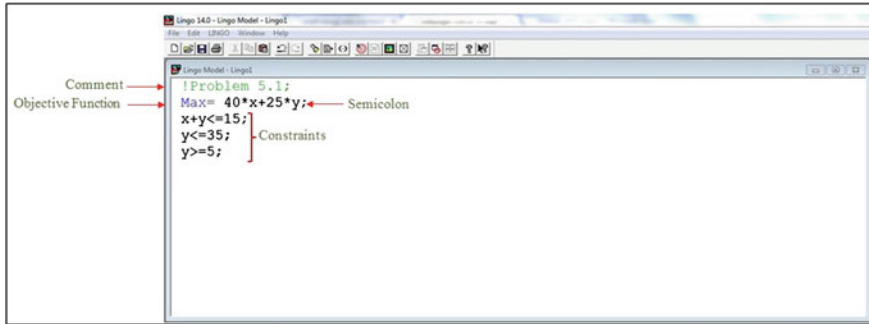 Lingo 14.0 - Lingo Model - Lingo1
File Edit LINGO Window Help
Lingo Model - Lingo1
Comment
!Problem 5.1;
Objective Function
Max= 40*x+25*y;
Semicolon
x+y<=15;
y<=35;
Constraints
y>=5;